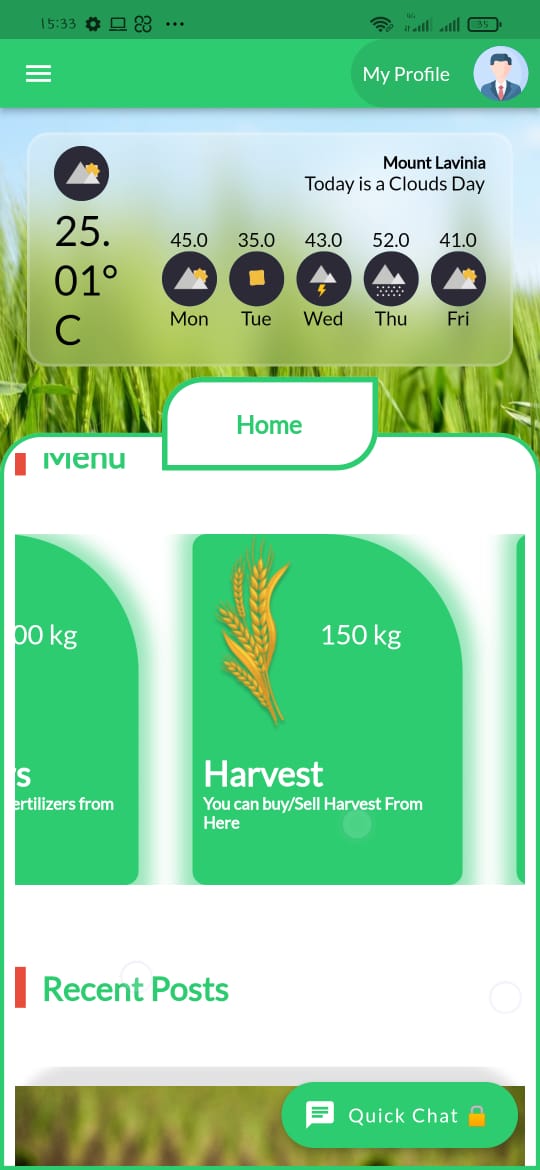 15:33
4G
35
My Profile
Mount Lavinia
Today is a Clouds Day
25.
01°
C
45.0 35.0 43.0 52.0 41.0
Mon Tue Wed Thu Fri
Home
Menu
00 kg
150 kg
s
Harvest
ertilizers from
You can buy/Sell Harvest From
Here
Recent Posts
Quick Chat 🔒